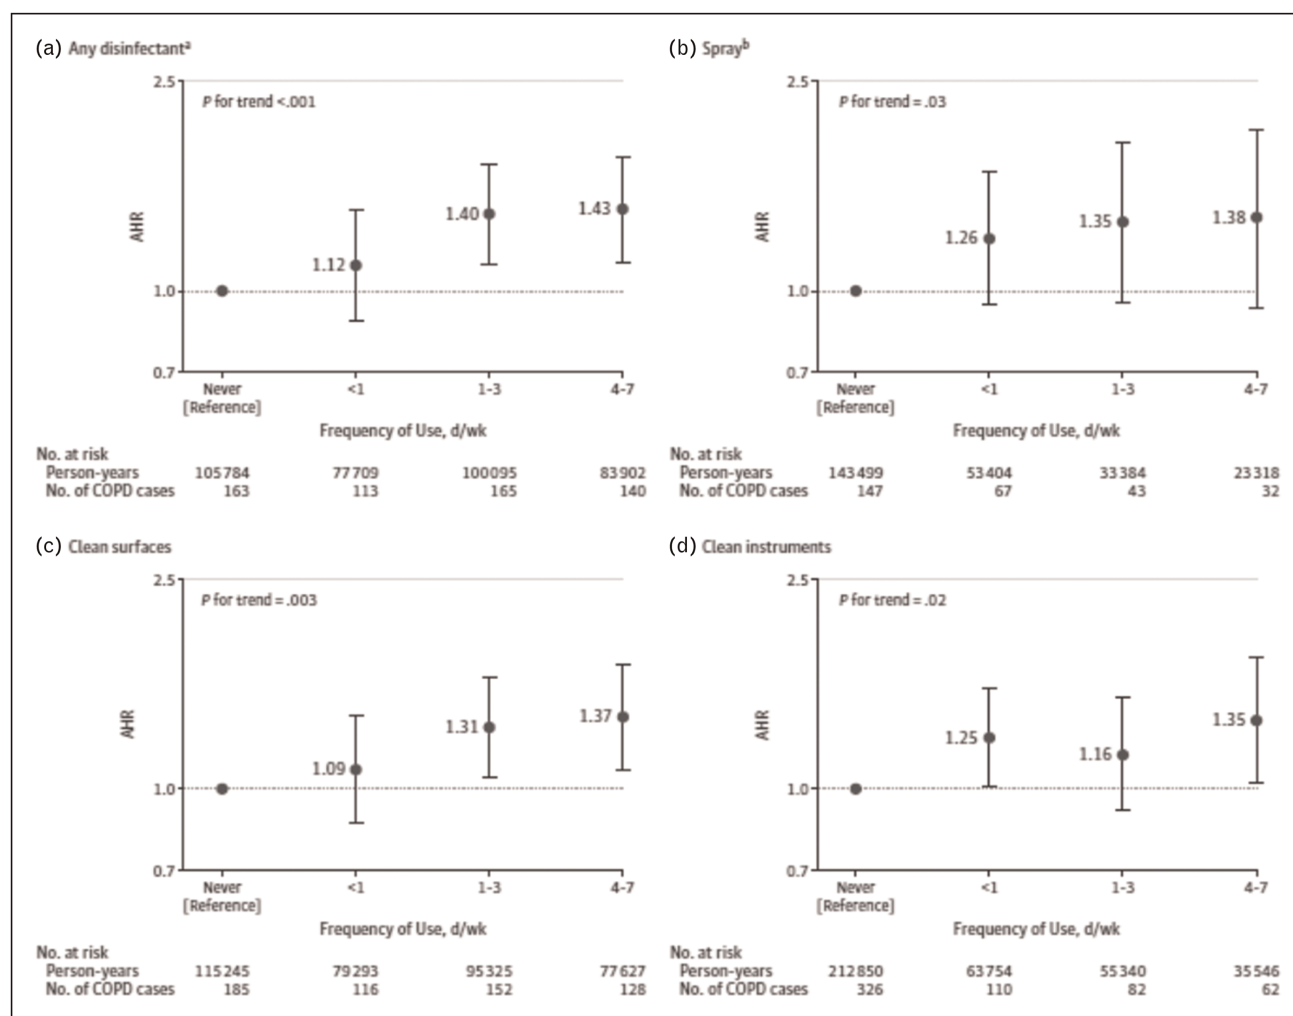 (a) Any disinfectantᵃ
2.5
P for trend <.001
AHR
1.43
1.40
1.12
1.0
0.7
Never
[Reference]
<1
1-3
4-7
Frequency of Use, d/wk
No. at risk
Person-years 105784 77709 100095 83902
No. of COPD cases 163 113 165 140
(b) Sprayᵇ
2.5
P for trend = .03
AHR
1.38
1.35
1.26
1.0
0.7
Never
[Reference]
<1
1-3
4-7
Frequency of Use, d/wk
No. at risk
Person-years 143499 53404 33384 23318
No. of COPD cases 147 67 43 32
(c) Clean surfaces
2.5
P for trend = .003
AHR
1.37
1.31
1.09
1.0
0.7
Never
[Reference]
<1
1-3
4-7
Frequency of Use, d/wk
No. at risk
Person-years 115245 79293 95325 77627
No. of COPD cases 185 116 152 128
(d) Clean instruments
2.5
P for trend = .02
AHR
1.35
1.25
1.16
1.0
0.7
Never
[Reference]
<1
1-3
4-7
Frequency of Use, d/wk
No. at risk
Person-years 212850 63754 55340 35546
No. of COPD cases 326 110 82 62